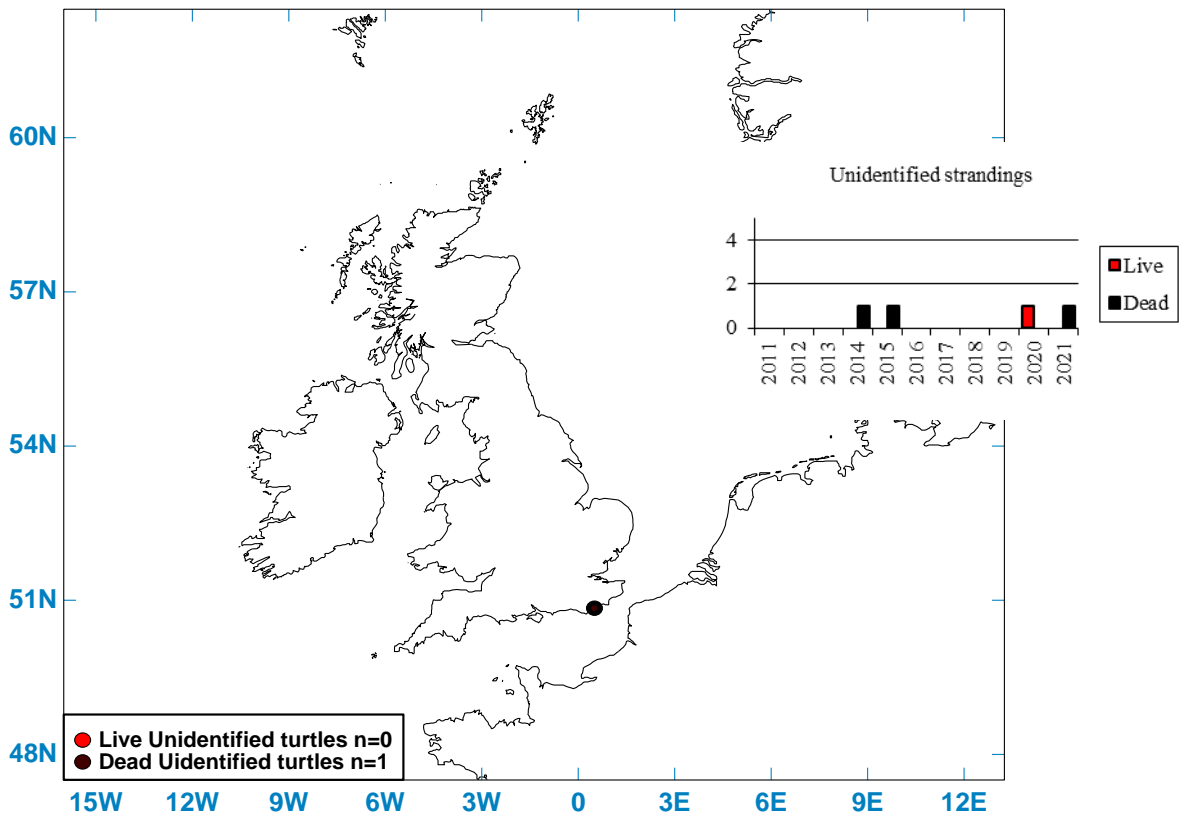 60N
57N
54N
51N
48N
15W 12W 9W 6W 3W 0 3E 6E 9E 12E
Unidentified strandings
4
2
0
2011 2012 2013 2014 2015 2016 2017 2018 2019 2020 2021
Live
Dead
Live Unidentified turtles n=0
Dead Uidentified turtles n=1